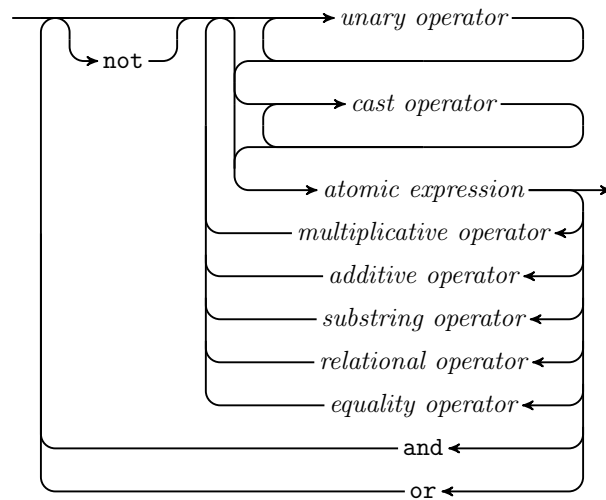 unary operator
not
cast operator
atomic expression
multiplicative operator
additive operator
substring operator
relational operator
equality operator
and
or